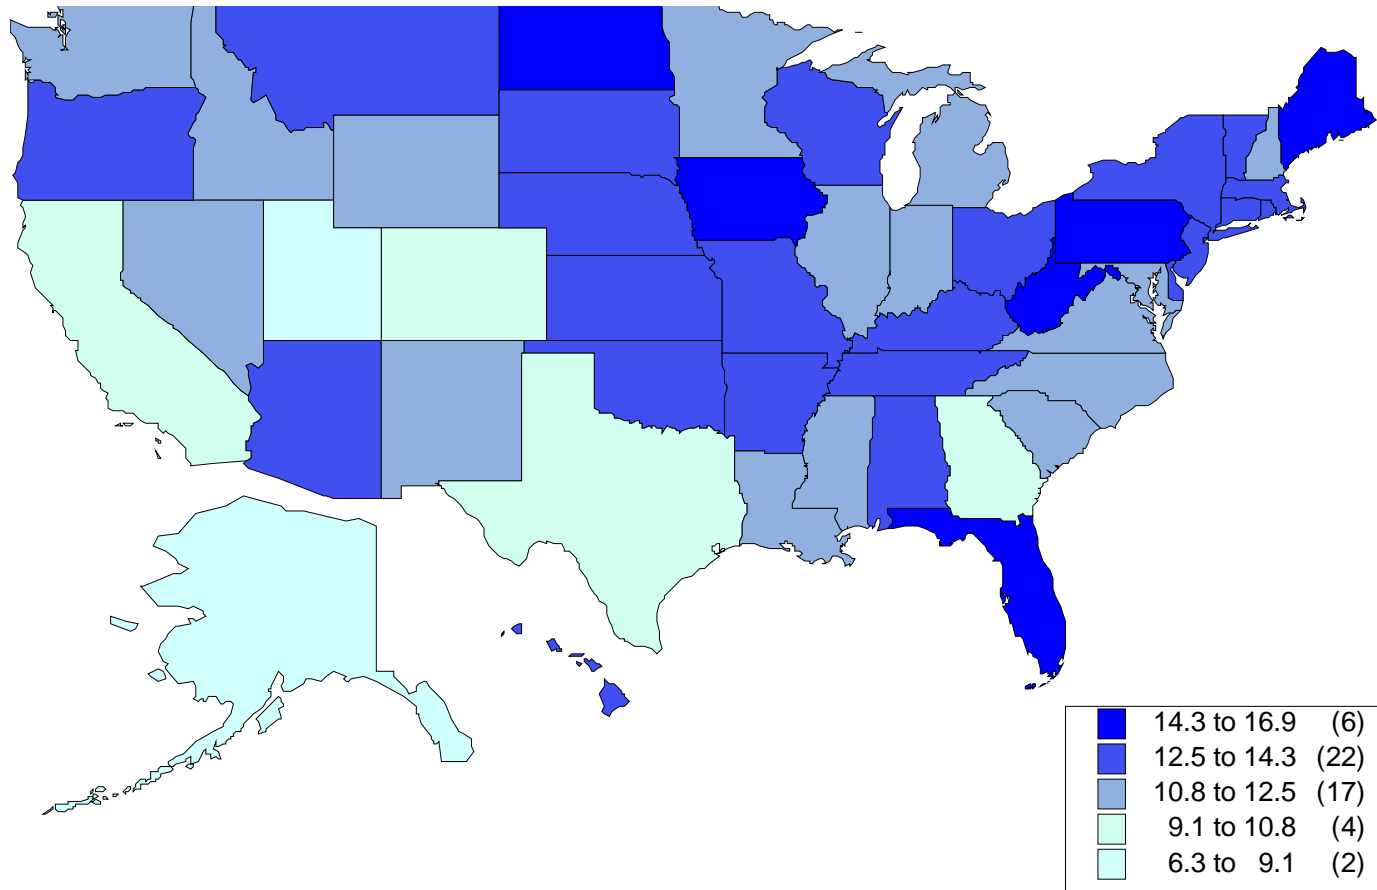 14.3 to 16.9 (6)
12.5 to 14.3 (22)
10.8 to 12.5 (17)
9.1 to 10.8 (4)
6.3 to 9.1 (2)